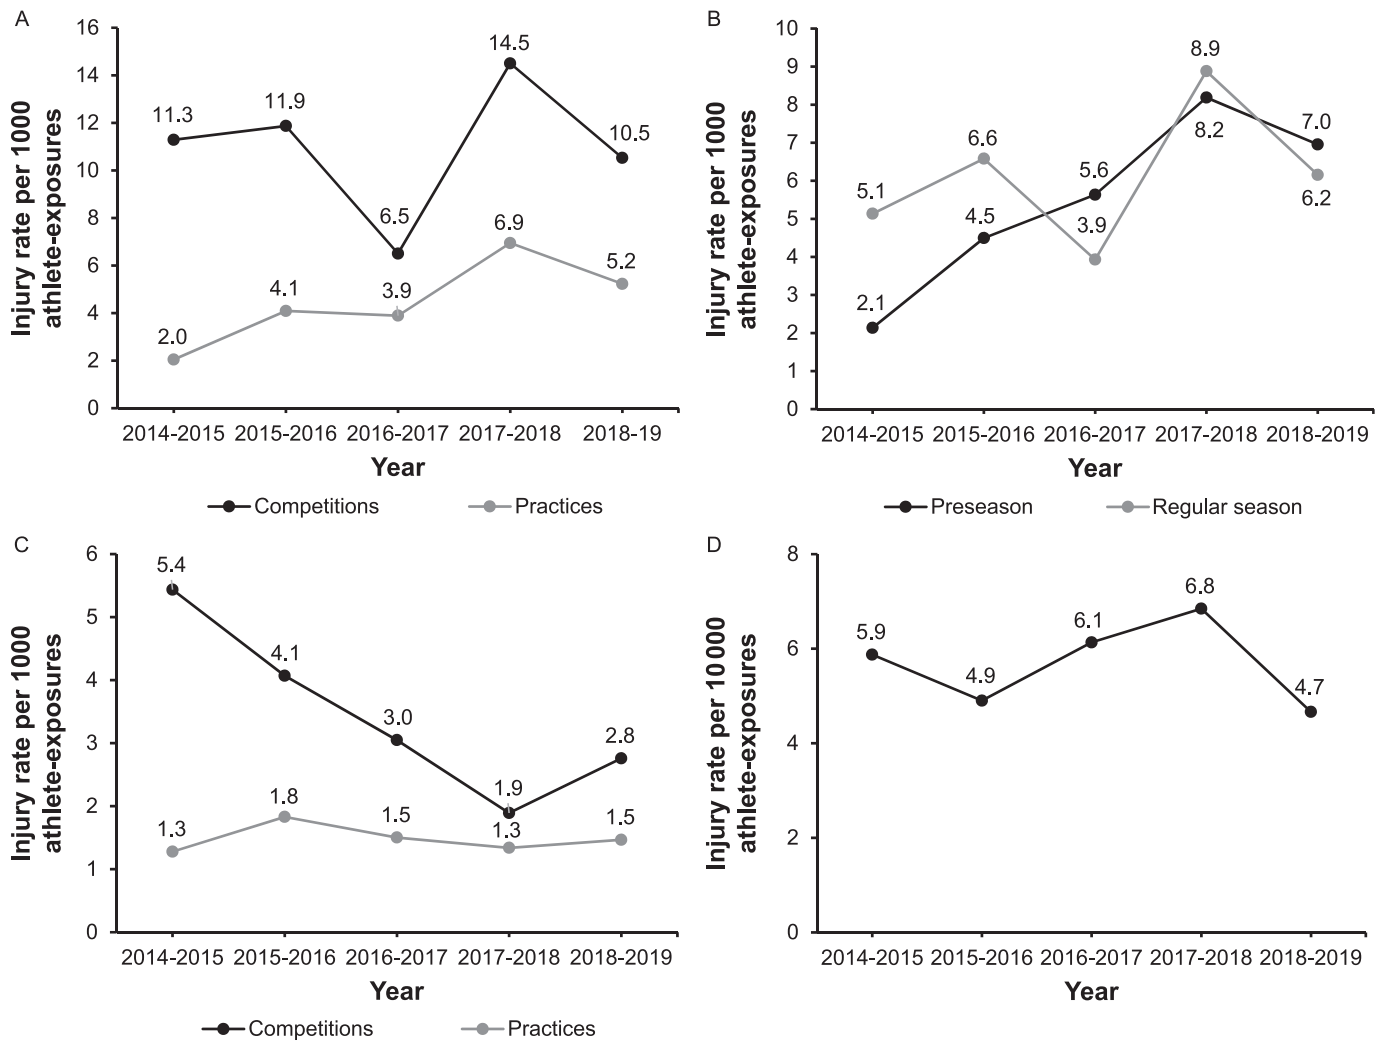 A
Injury rate per 1000
athlete-exposures
16
14
12
10
8
6
4
2
0
11.3
11.9
6.5
14.5
10.5
2.0
4.1
3.9
6.9
5.2
2014-2015 2015-2016 2016-2017 2017-2018 2018-19
Year
Competitions Practices
B
Injury rate per 1000
athlete-exposures
10
9
8
7
6
5
4
3
2
1
0
5.1
6.6
3.9
8.9
6.2
2.1
4.5
5.6
8.2
7.0
2014-2015 2015-2016 2016-2017 2017-2018 2018-2019
Year
Preseason Regular season
C
Injury rate per 1000
athlete-exposures
6
5
4
3
2
1
0
5.4
4.1
3.0
1.9
2.8
1.3
1.8
1.5
1.3
1.5
2014-2015 2015-2016 2016-2017 2017-2018 2018-2019
Year
Competitions Practices
D
Injury rate per 10 000
athlete-exposures
8
6
4
2
0
5.9
4.9
6.1
6.8
4.7
2014-2015 2015-2016 2016-2017 2017-2018 2018-2019
Year